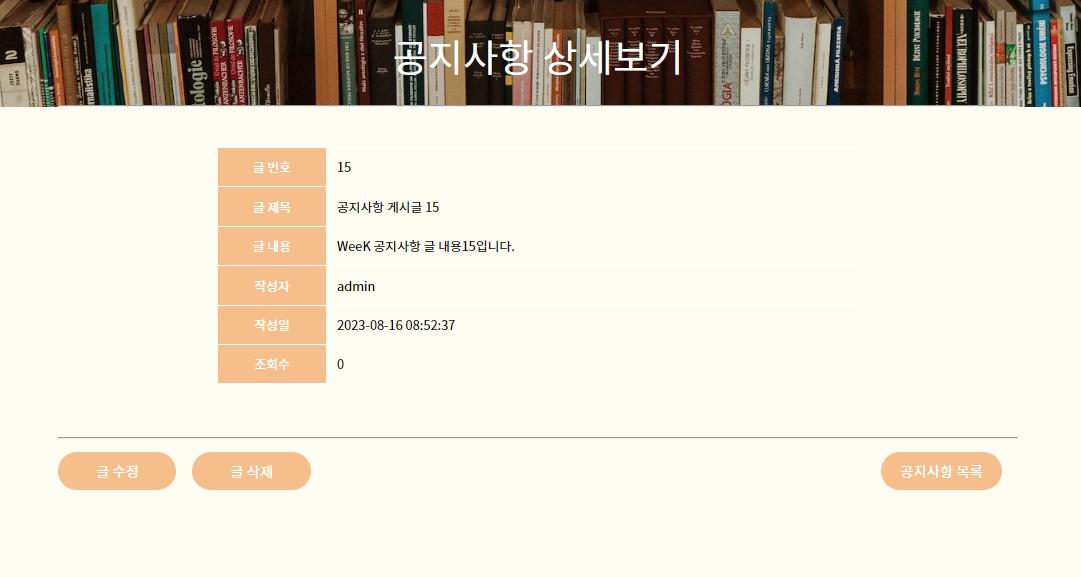 공지사항 상세보기
글 번호 15
글 제목 공지사항 게시글 15
글 내용 WeeK 공지사항 글 내용15입니다.
작성자 admin
작성일 2023-08-16 08:52:37
조회수 0
글 수정 글 삭제 공지사항 목록